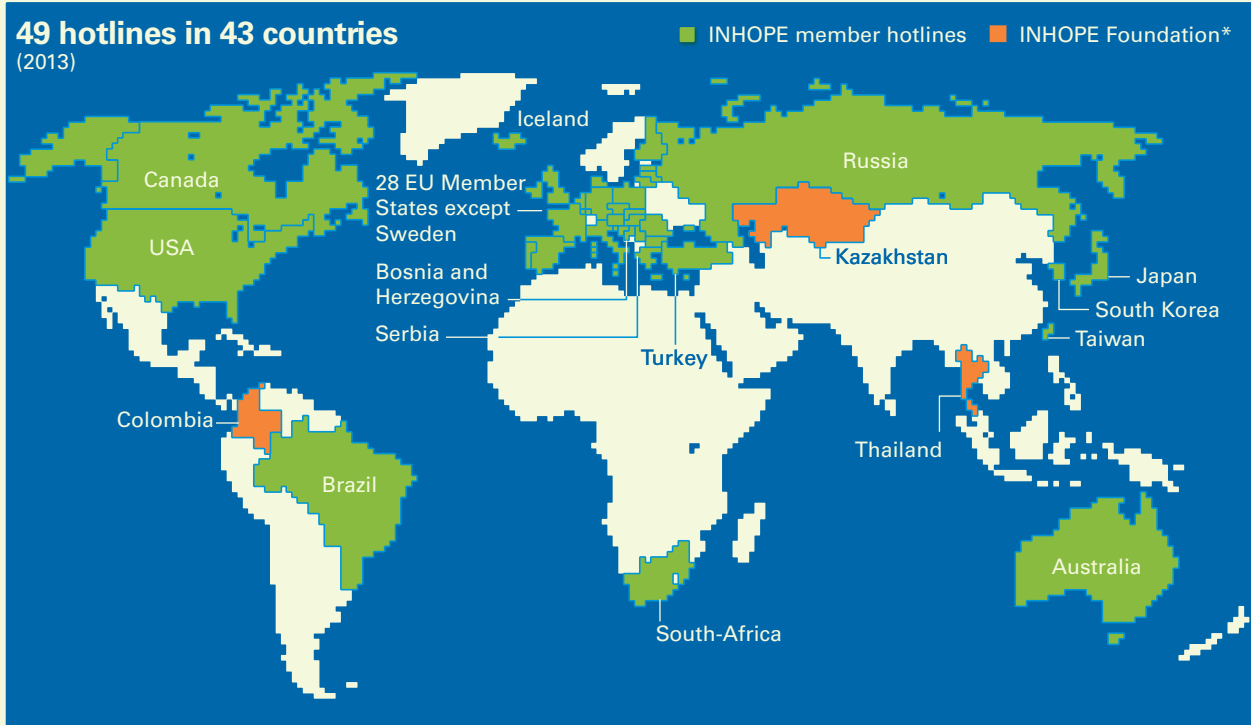 49 hotlines in 43 countries
(2013)
INHOPE member hotlines
INHOPE Foundation*
Iceland
Canada
Russia
28 EU Member
States except
Sweden
USA
Kazakhstan
Bosnia and
Herzegovina
Japan
South Korea
Serbia
Taiwan
Turkey
Colombia
Thailand
Brazil
Australia
South-Africa